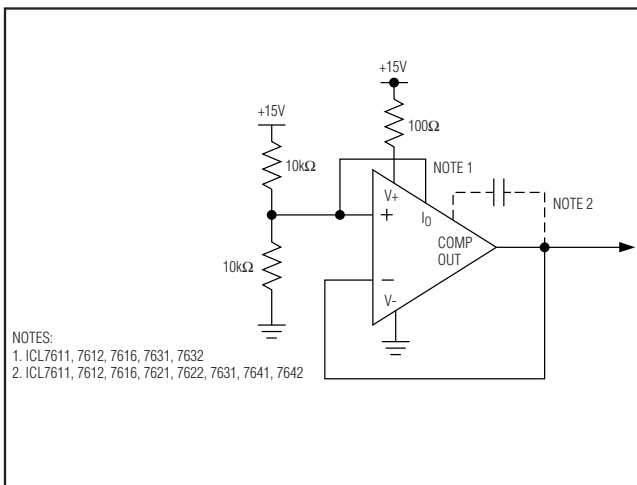 +15V
+15V
100Ω
10kΩ
NOTE 1
V+
I0
+
NOTE 2
COMP
OUT
10kΩ
−
V-
NOTES:
1. ICL7611, 7612, 7616, 7631, 7632
2. ICL7611, 7612, 7616, 7621, 7622, 7631, 7641, 7642